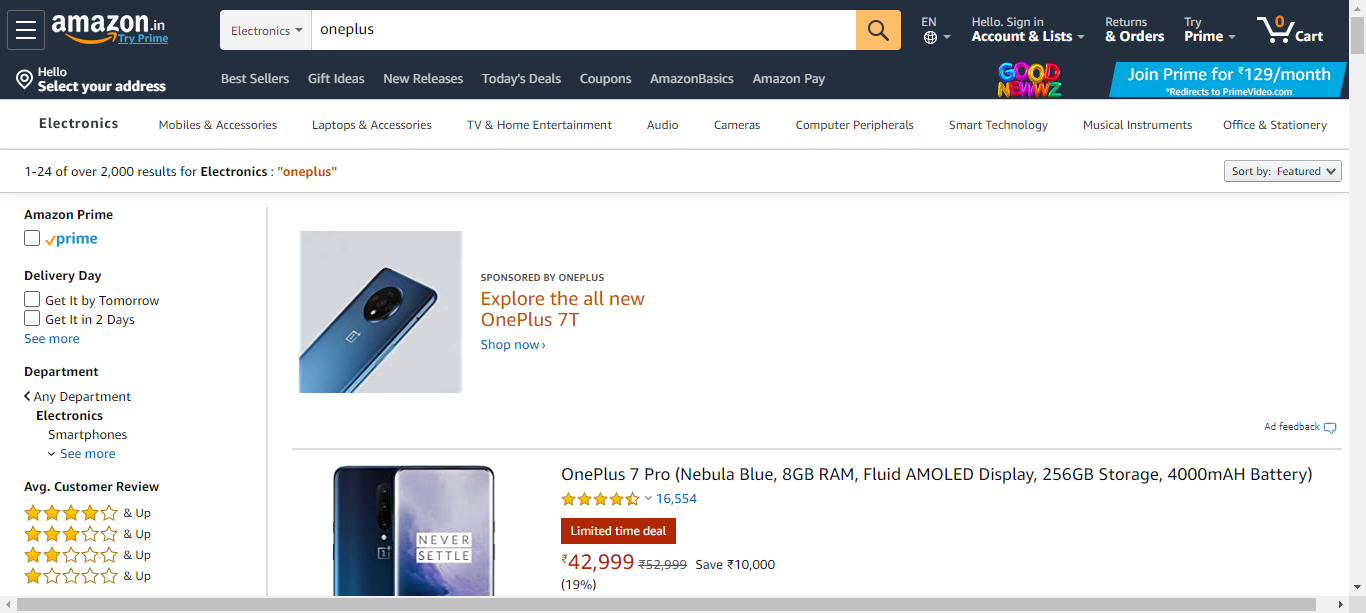 amazon.in
Try Prime
Electronics
oneplus
EN
Hello. Sign in
Account & Lists
Returns
& Orders
Try
Prime
0
Cart
Hello
Select your address
Best Sellers
Gift Ideas
New Releases
Today's Deals
Coupons
AmazonBasics
Amazon Pay
GOOD
NEWWZ
Join Prime for ₹129/month
*Redirects to PrimeVideo.com
Electronics
Mobiles & Accessories
Laptops & Accessories
TV & Home Entertainment
Audio
Cameras
Computer Peripherals
Smart Technology
Musical Instruments
Office & Stationery
1-24 of over 2,000 results for Electronics : "oneplus"
Sort by: Featured
Amazon Prime
prime
Delivery Day
Get It by Tomorrow
Get It in 2 Days
See more
Department
Any Department
Electronics
Smartphones
See more
Avg. Customer Review
& Up
& Up
& Up
& Up
SPONSORED BY ONEPLUS
Explore the all new
OnePlus 7T
Shop now ›
Ad feedback
NEVER
SETTLE
OnePlus 7 Pro (Nebula Blue, 8GB RAM, Fluid AMOLED Display, 256GB Storage, 4000mAH Battery)
16,554
Limited time deal
₹42,999 ₹52,999 Save ₹10,000
(19%)